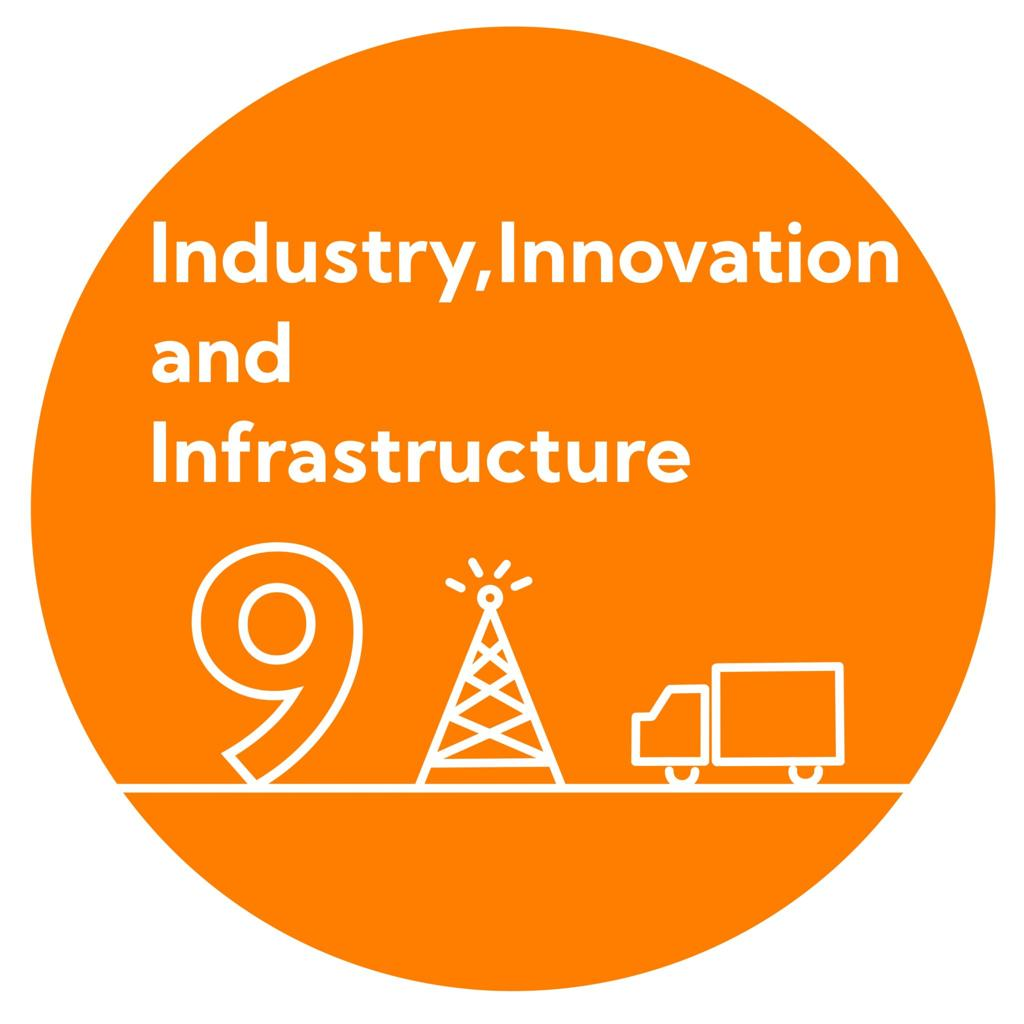 Industry,Innovation
and
Infrastructure
9